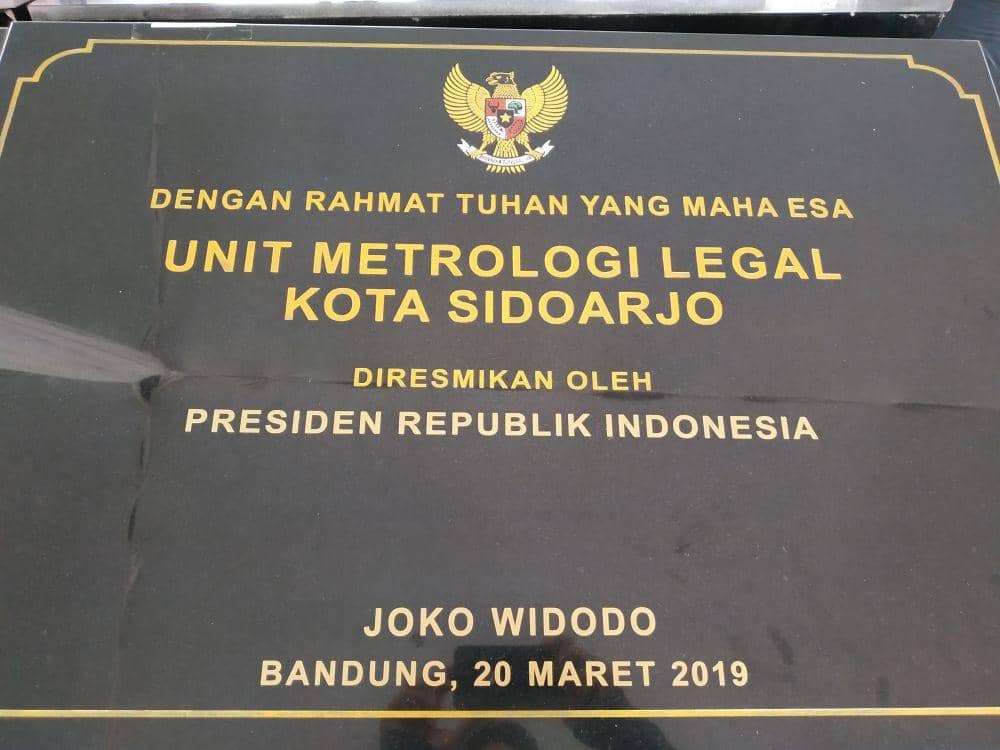 DENGAN RAHMAT TUHAN YANG MAHA ESA
UNIT METROLOGI LEGAL
KOTA SIDOARJO
DIRESMIKAN OLEH
PRESIDEN REPUBLIK INDONESIA
JOKO WIDODO
BANDUNG, 20 MARET 2019